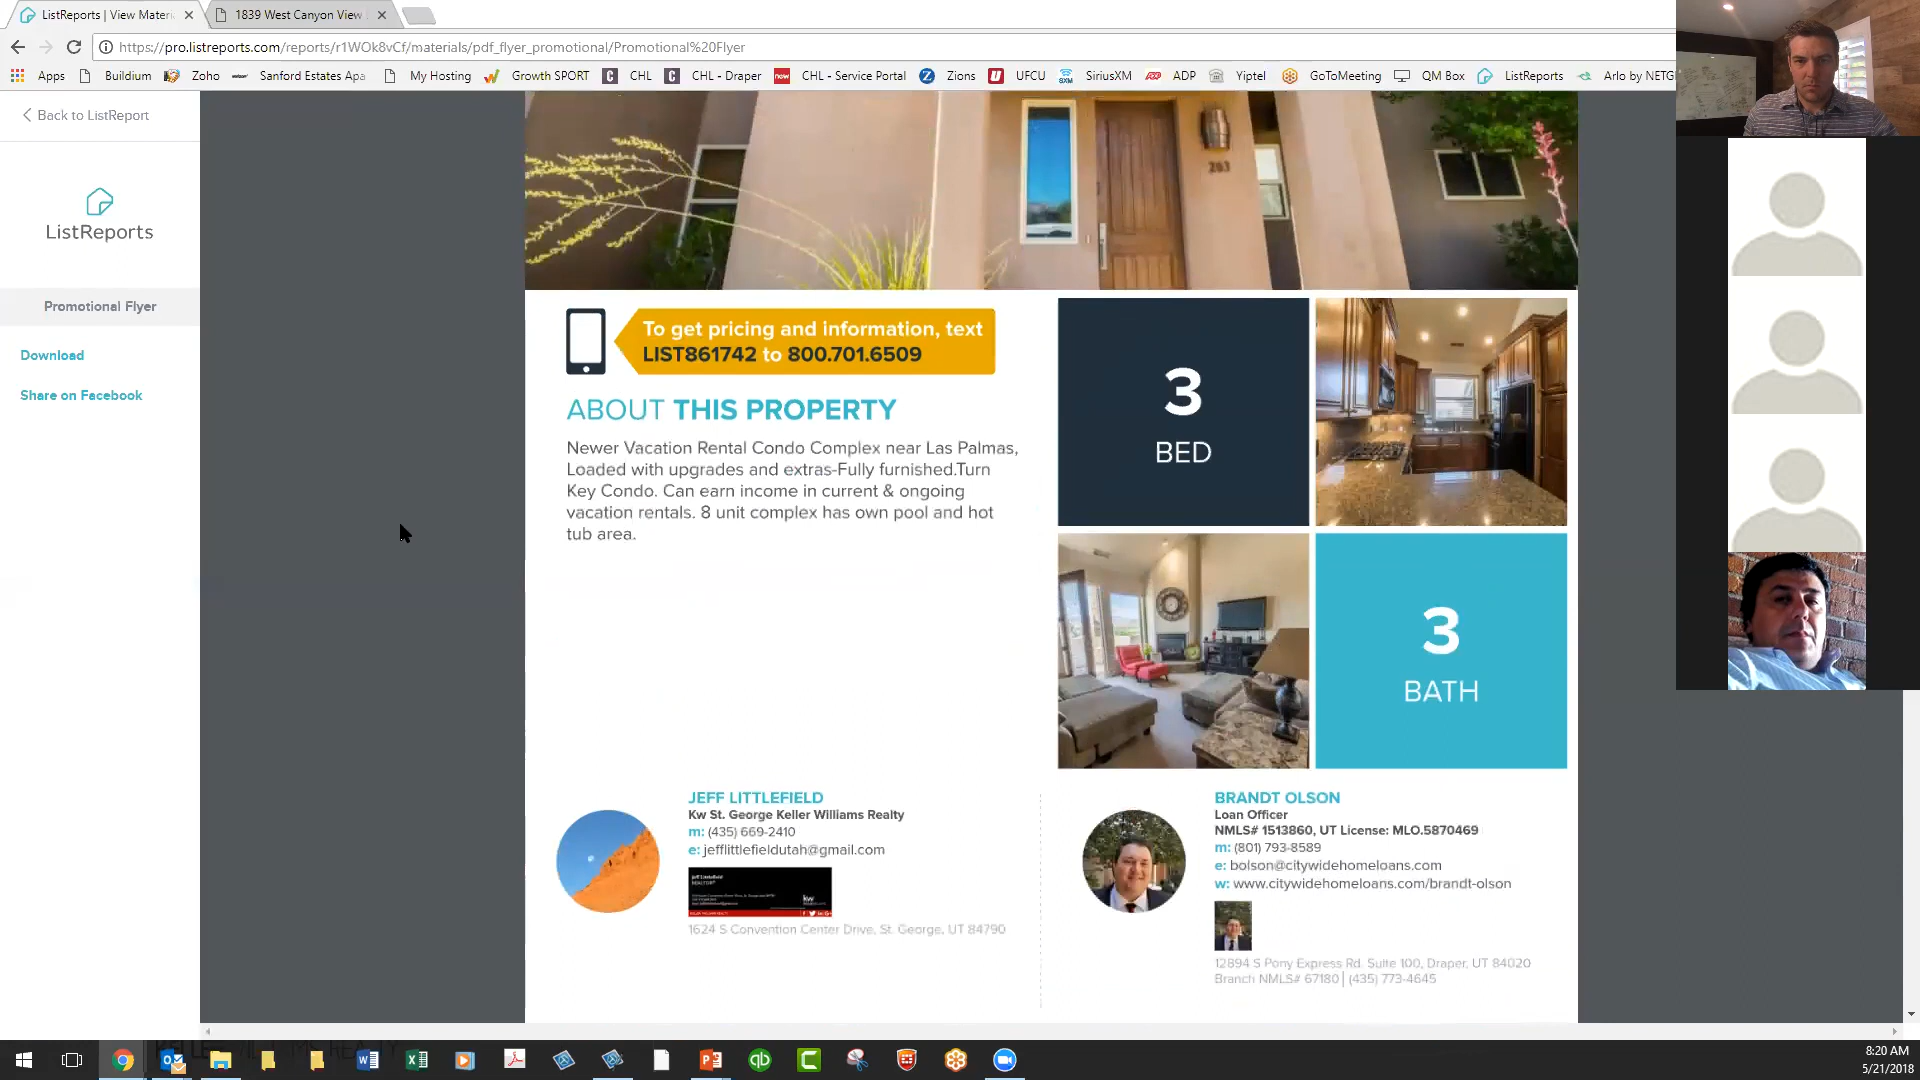 ListReports | View Materi
1839 West Canyon View
https://pro.listreports.com/reports/r1WOk8vCf/materials/pdf_flyer_promotional/Promotional%20Flyer
Apps
Buildium
Zoho
Sanford Estates Apa
My Hosting
Growth SPORT
CHL
CHL - Draper
CHL - Service Portal
Zions
UFCU
SiriusXM
ADP
Yiptel
GoToMeeting
QM Box
ListReports
Arlo by NETG
Back to ListReport
ListReports
Promotional Flyer
Download
Share on Facebook
203
To get pricing and information, text
LIST861742 to 800.701.6509
ABOUT THIS PROPERTY
Newer Vacation Rental Condo Complex near Las Palmas,
Loaded with upgrades and extras-Fully furnished.Turn
Key Condo. Can earn income in current & ongoing
vacation rentals. 8 unit complex has own pool and hot
tub area.
3
BED
3
BATH
JEFF LITTLEFIELD
Kw St. George Keller Williams Realty
m: (435) 669-2410
e: jefflittlefieldutah@gmail.com
Jeff Littlefield
REALTOR
kw
1624 S Convention Center Drive, St. George, UT 84790
BRANDT OLSON
Loan Officer
NMLS# 1513860, UT License: MLO.5870469
m: (801) 793-8589
e: bolson@citywidehomeloans.com
w: www.citywidehomeloans.com/brandt-olson
12894 S Pony Express Rd. Suite 100, Draper, UT 84020
Branch NMLS# 67180 | (435) 773-4645
8:20 AM
5/21/2018